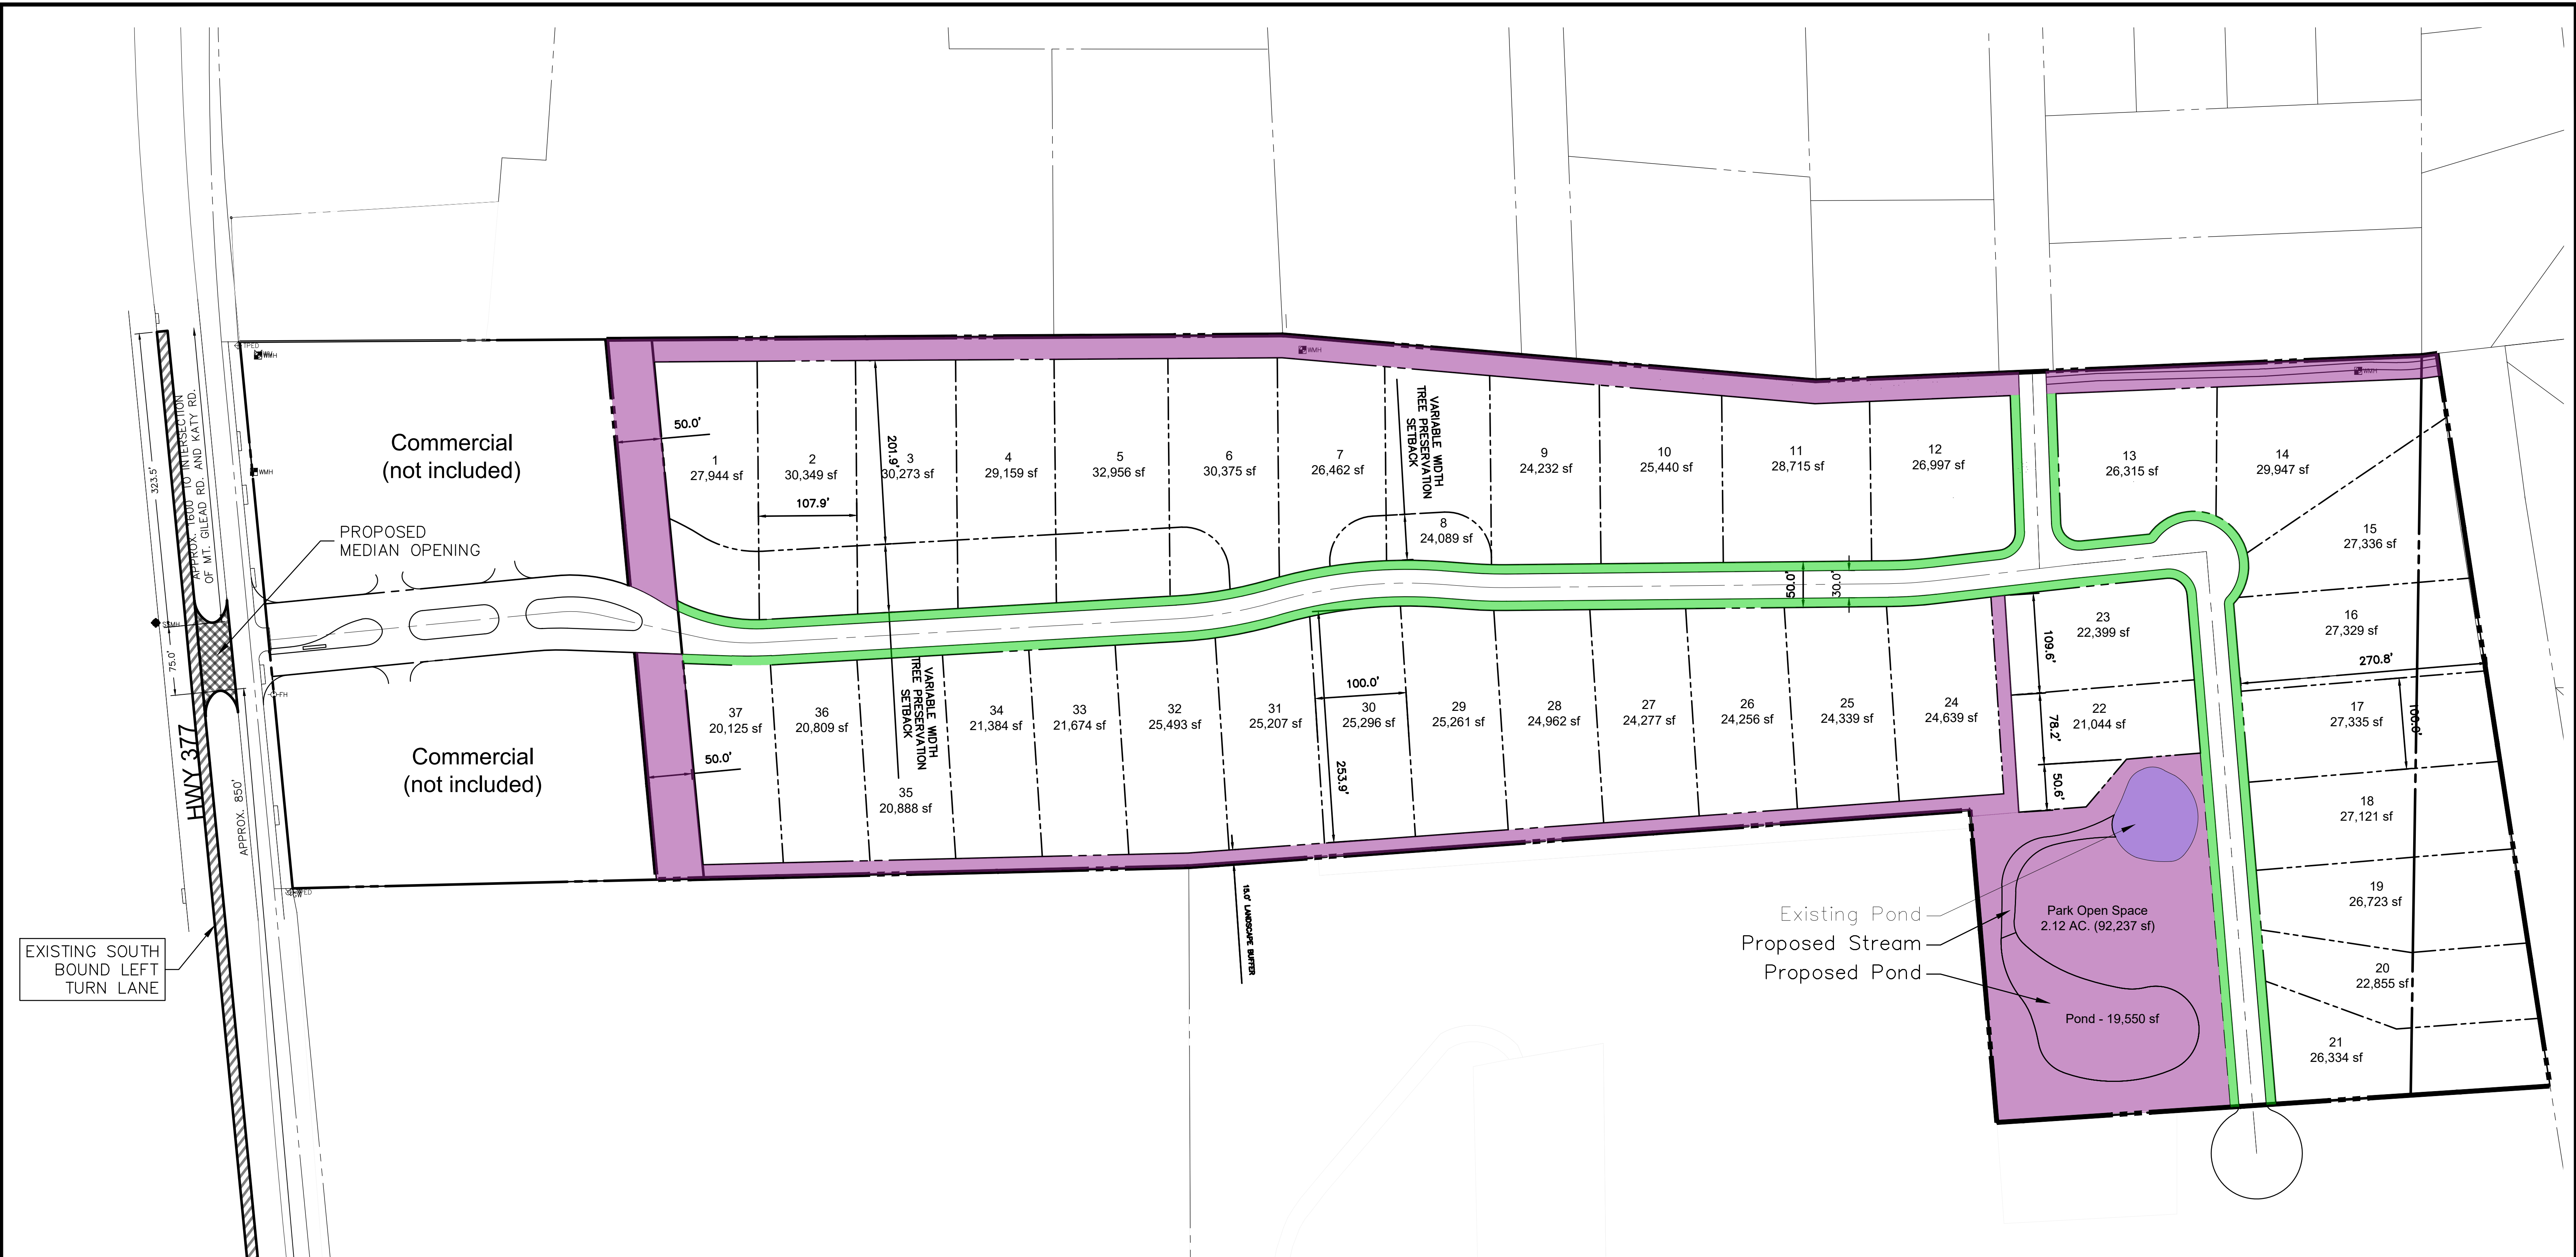 323.5'
APPROX. 1600' TO INTERSECTION
OF MT. GILEAD RD. AND KATY RD.
TPED
WMH
WMH
PROPOSED
MEDIAN OPENING
SSMH
75.0'
FH
HWY 377
APPROX. 850'
EXISTING SOUTH
BOUND LEFT
TURN LANE
Commercial
(not included)
Commercial
(not included)
50.0'
50.0'
1
27,944 sf
2
30,349 sf
107.9'
201.9'
3
30,273 sf
4
29,159 sf
5
32,956 sf
6
30,375 sf
WMH
7
26,462 sf
VARIABLE WIDTH
TREE PRESERVATION
SETBACK
8
24,089 sf
9
24,232 sf
10
25,440 sf
11
28,715 sf
12
26,997 sf
50.0'
30.0'
13
26,315 sf
14
29,947 sf
WMH
15
27,336 sf
16
27,329 sf
270.8'
17
27,335 sf
100.0'
18
27,121 sf
19
26,723 sf
20
22,855 sf
21
26,334 sf
23
22,399 sf
109.6'
22
21,044 sf
78.2'
50.6'
37
20,125 sf
36
20,809 sf
VARIABLE WIDTH
TREE PRESERVATION
SETBACK
35
20,888 sf
34
21,384 sf
33
21,674 sf
32
25,493 sf
31
25,207 sf
100.0'
30
25,296 sf
253.9'
29
25,261 sf
28
24,962 sf
27
24,277 sf
26
24,256 sf
25
24,339 sf
24
24,639 sf
15.0' LANDSCAPE BUFFER
Existing Pond
Proposed Stream
Proposed Pond
Park Open Space
2.12 AC. (92,237 sf)
Pond - 19,550 sf